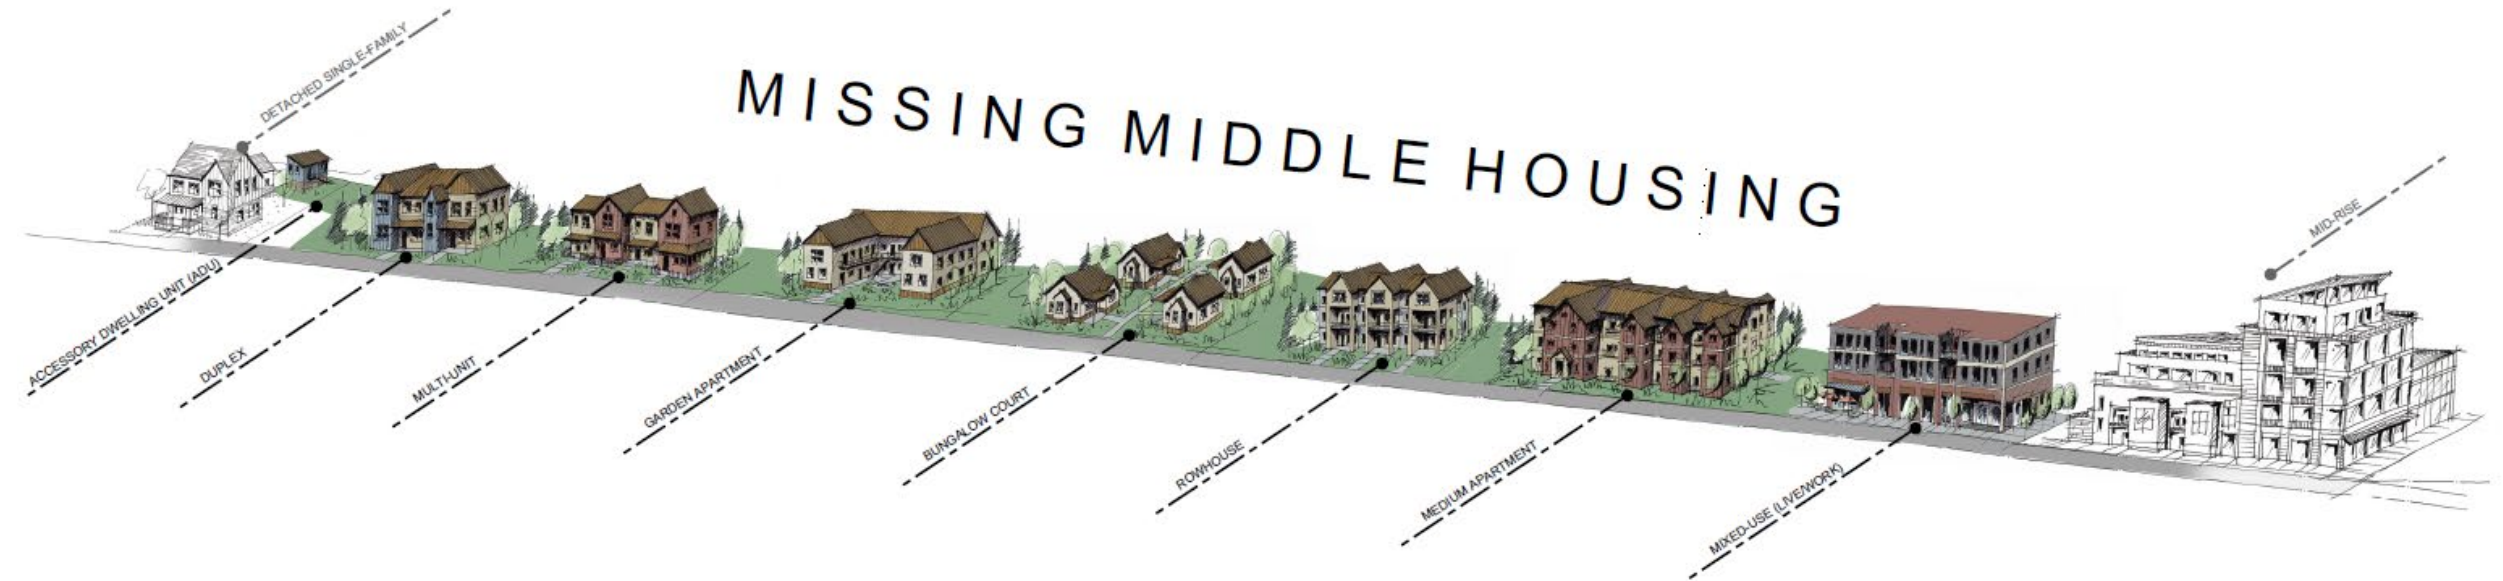 DETACHED SINGLE-FAMILY
MISSING MIDDLE HOUSING
MID-RISE
ACCESSORY DWELLING UNIT (ADU)
DUPLEX
MULTI-UNIT
GARDEN APARTMENT
BUNGALOW COURT
ROWHOUSE
MEDIUM APARTMENT
MIXED-USE (LIVE/WORK)